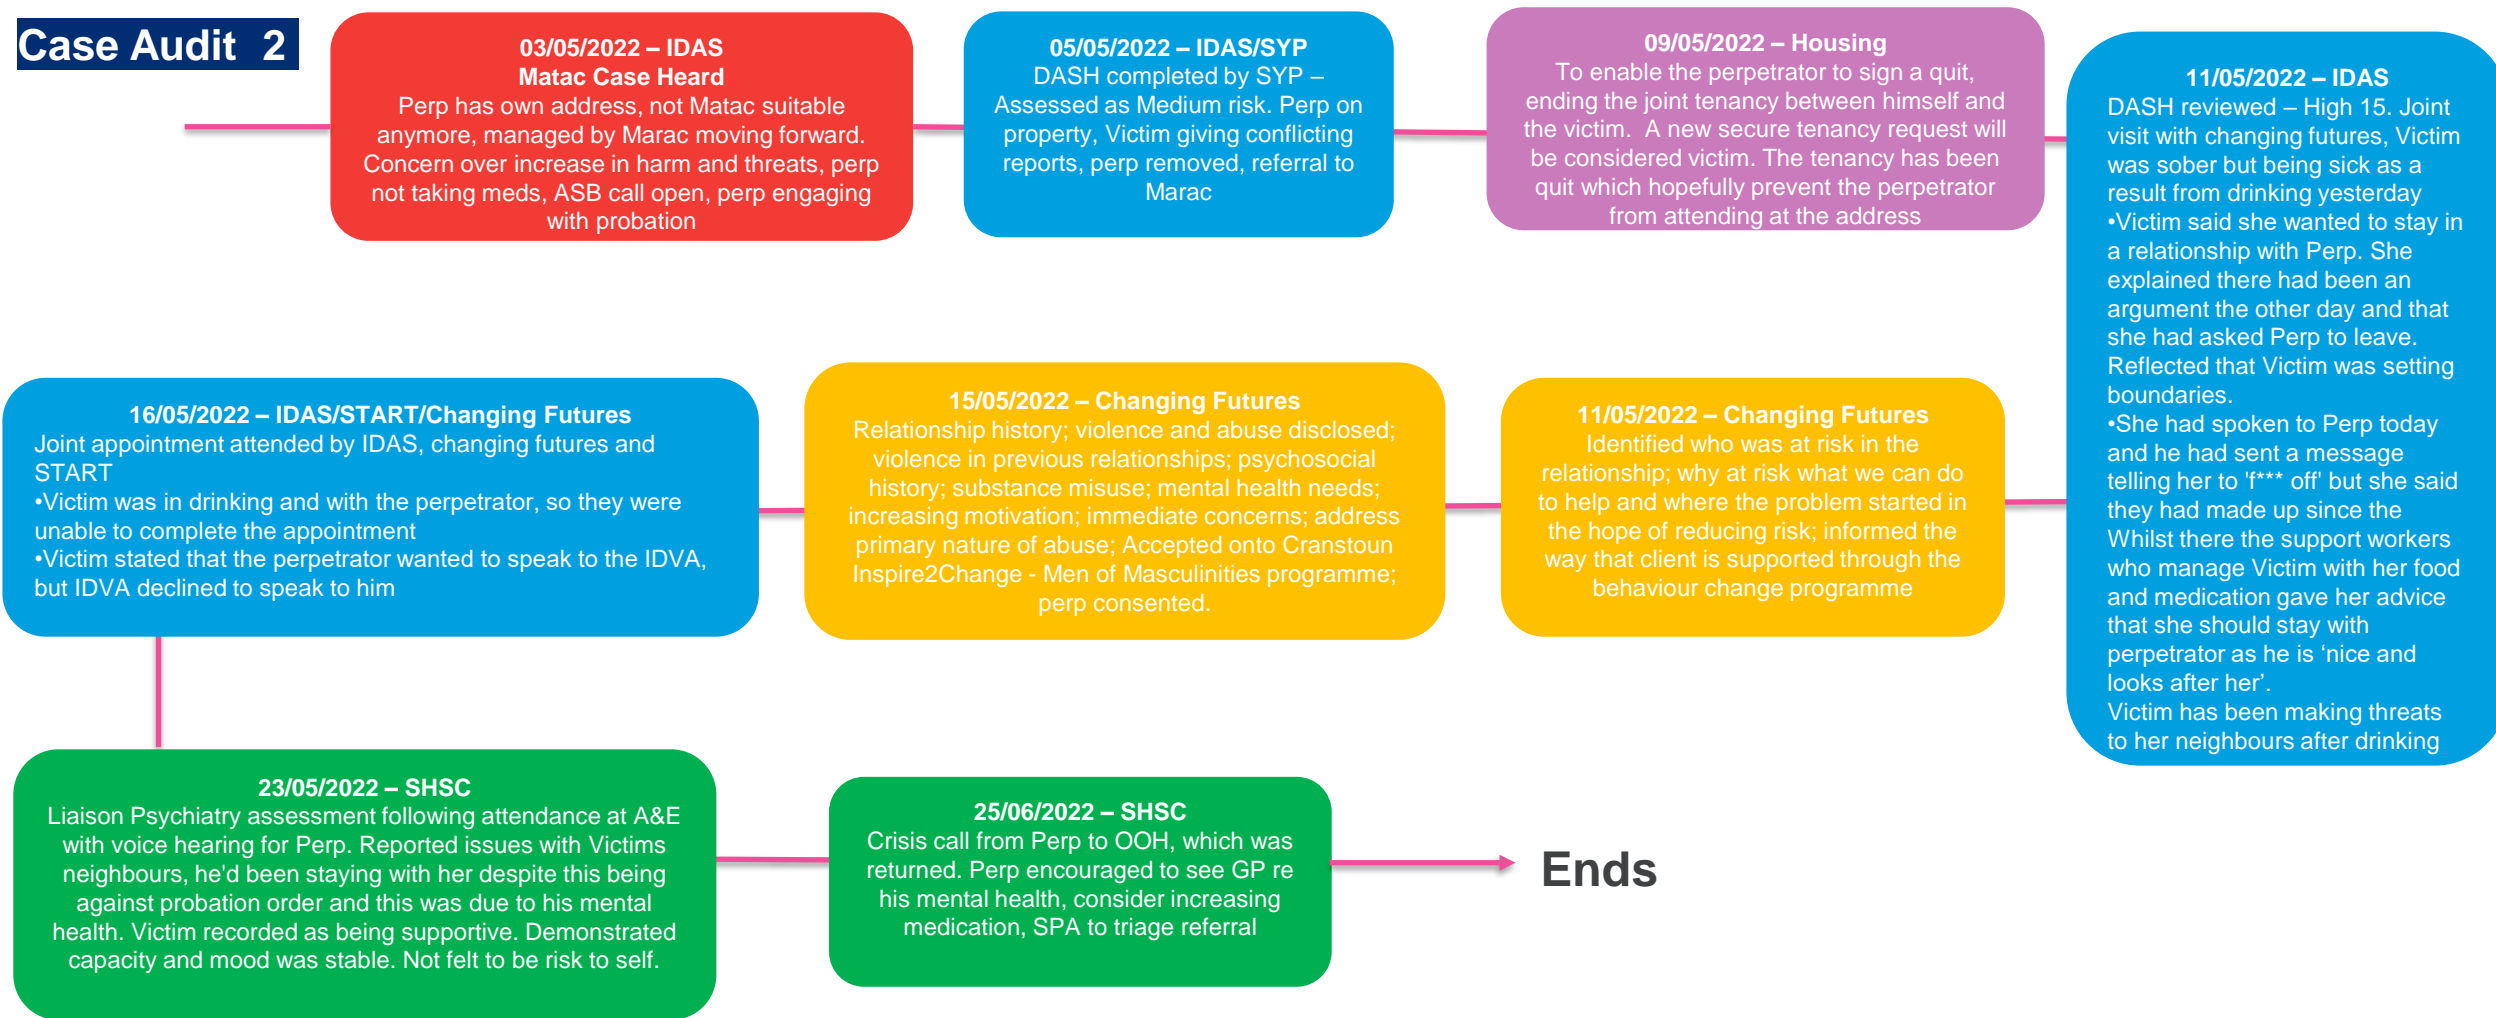 Case Audit 2
03/05/2022 – IDAS
Matac Case Heard
Perp has own address, not Matac suitable
anymore, managed by Marac moving forward.
Concern over increase in harm and threats, perp
not taking meds, ASB call open, perp engaging
with probation
05/05/2022 – IDAS/SYP
DASH completed by SYP –
Assessed as Medium risk. Perp on
property, Victim giving conflicting
reports, perp removed, referral to
Marac
09/05/2022 – Housing
To enable the perpetrator to sign a quit,
ending the joint tenancy between himself and
the victim. A new secure tenancy request will
be considered victim. The tenancy has been
quit which hopefully prevent the perpetrator
from attending at the address
11/05/2022 – IDAS
DASH reviewed – High 15. Joint
visit with changing futures, Victim
was sober but being sick as a
result from drinking yesterday
•Victim said she wanted to stay in
a relationship with Perp. She
explained there had been an
argument the other day and that
she had asked Perp to leave.
Reflected that Victim was setting
boundaries.
•She had spoken to Perp today
and he had sent a message
telling her to 'f*** off' but she said
they had made up since the
Whilst there the support workers
who manage Victim with her food
and medication gave her advice
that she should stay with
perpetrator as he is ‘nice and
looks after her’.
Victim has been making threats
to her neighbours after drinking
11/05/2022 – Changing Futures
Identified who was at risk in the
relationship; why at risk what we can do
to help and where the problem started in
the hope of reducing risk; informed the
way that client is supported through the
behaviour change programme
15/05/2022 – Changing Futures
Relationship history; violence and abuse disclosed;
violence in previous relationships; psychosocial
history; substance misuse; mental health needs;
increasing motivation; immediate concerns; address
primary nature of abuse; Accepted onto Cranstoun
Inspire2Change - Men of Masculinities programme;
perp consented.
16/05/2022 – IDAS/START/Changing Futures
Joint appointment attended by IDAS, changing futures and
START
•Victim was in drinking and with the perpetrator, so they were
unable to complete the appointment
•Victim stated that the perpetrator wanted to speak to the IDVA,
but IDVA declined to speak to him
23/05/2022 – SHSC
Liaison Psychiatry assessment following attendance at A&E
with voice hearing for Perp. Reported issues with Victims
neighbours, he'd been staying with her despite this being
against probation order and this was due to his mental
health. Victim recorded as being supportive. Demonstrated
capacity and mood was stable. Not felt to be risk to self.
25/06/2022 – SHSC
Crisis call from Perp to OOH, which was
returned. Perp encouraged to see GP re
his mental health, consider increasing
medication, SPA to triage referral
Ends